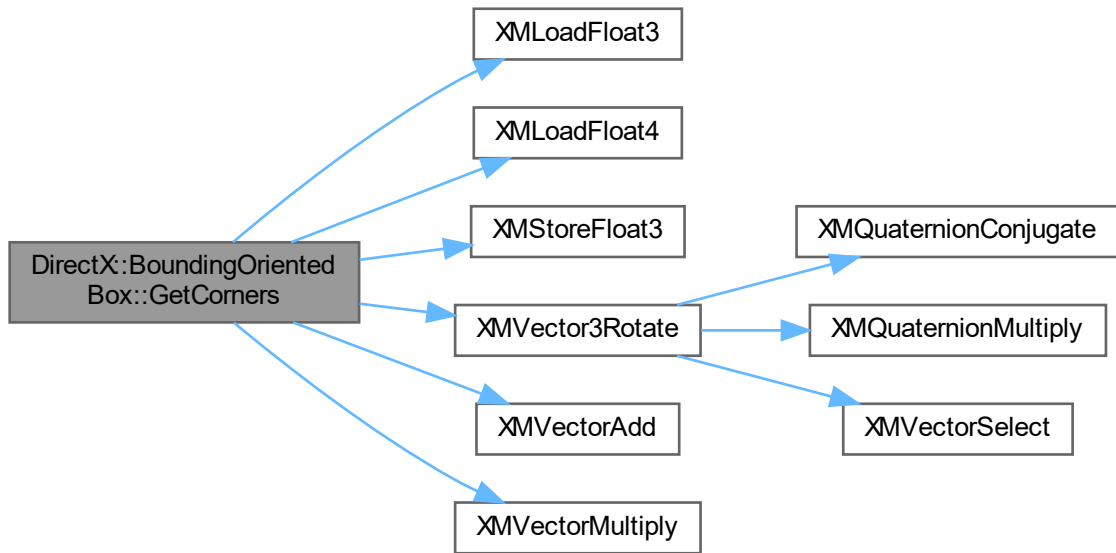 XMLoadFloat3
XMLoadFloat4
XMStoreFloat3
XMQuaternionConjugate
DirectX::BoundingOriented
Box::GetCorners
XMVector3Rotate
XMQuaternionMultiply
XMVectorAdd
XMVectorSelect
XMVectorMultiply